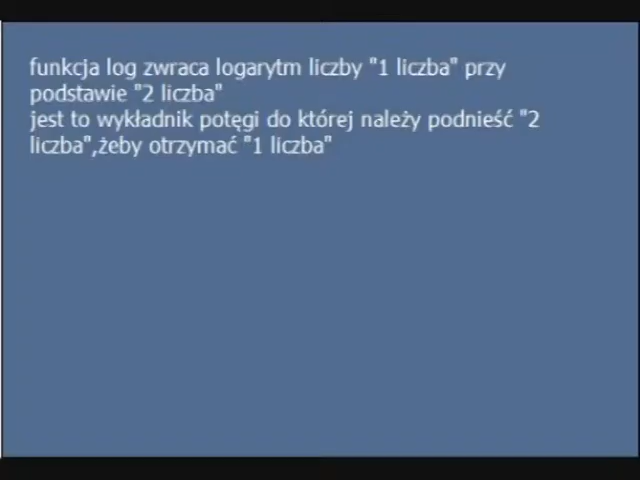 funkcja log zwraca logarytm liczby "1 liczba" przy
podstawie "2 liczba"
jest to wykładnik potęgi do której należy podnieść "2
liczba",żeby otrzymać "1 liczba"